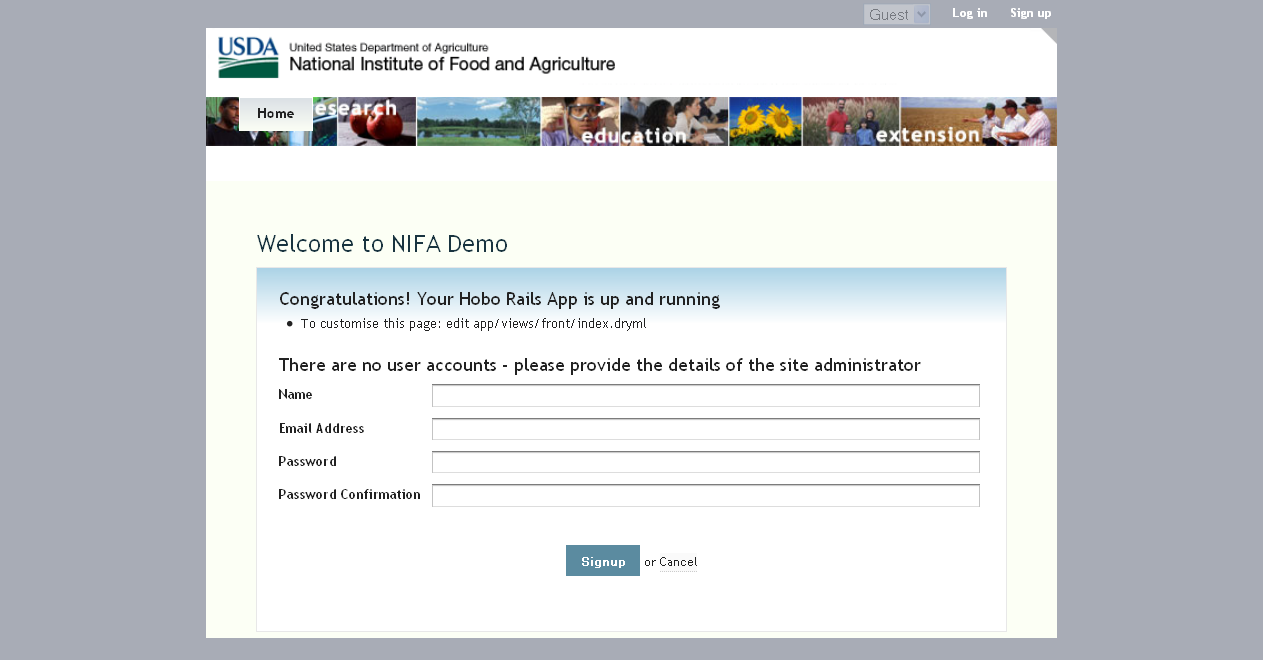 Guest Log in Sign up
USDA
United States Department of Agriculture
National Institute of Food and Agriculture
Home
esearch
education
extension
Welcome to NIFA Demo
Congratulations! Your Hobo Rails App is up and running
• To customise this page: edit app/views/front/index.dryml
There are no user accounts - please provide the details of the site administrator
Name
Email Address
Password
Password Confirmation
Signup or Cancel